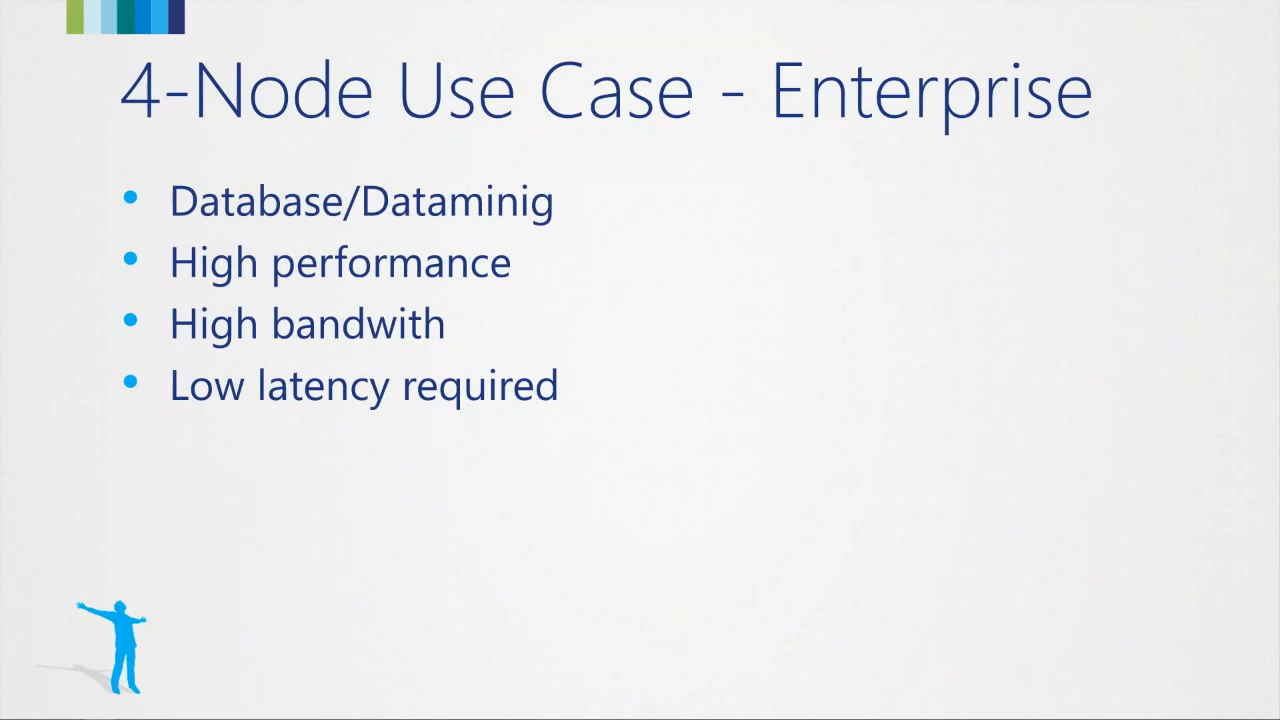 4-Node Use Case - Enterprise
• Database/Dataminig
• High performance
• High bandwith
• Low latency required